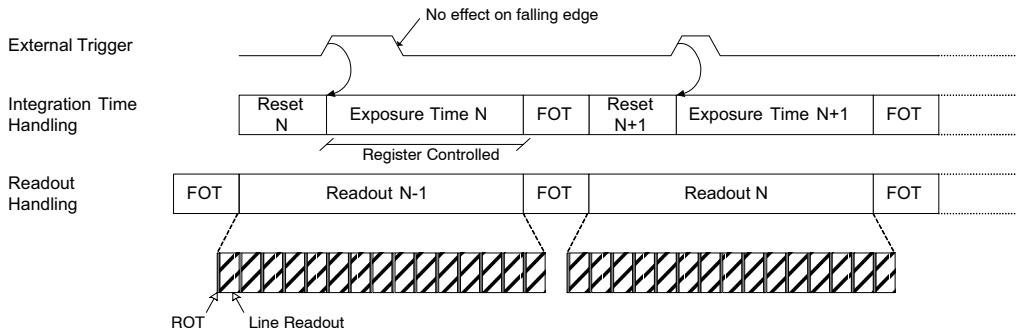 No effect on falling edge
External Trigger
Integration Time
Handling
Reset
N
Exposure Time N
FOT
Reset
N+1
Exposure Time N+1
FOT
Register Controlled
Readout
Handling
FOT
Readout N-1
FOT
Readout N
FOT
ROT
Line Readout